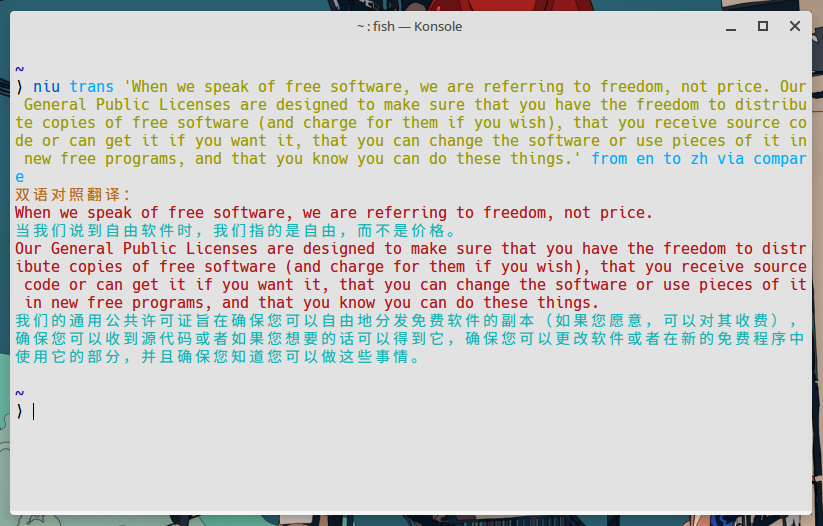 ~ : fish — Konsole
~
⟩ niu trans 'When we speak of free software, we are referring to freedom, not price. Our
 General Public Licenses are designed to make sure that you have the freedom to distribu
te copies of free software (and charge for them if you wish), that you receive source co
de or can get it if you want it, that you can change the software or use pieces of it in
 new free programs, and that you know you can do these things.' from en to zh via compar
e
双语对照翻译：
When we speak of free software, we are referring to freedom, not price.
当我们说到自由软件时，我们指的是自由，而不是价格。
Our General Public Licenses are designed to make sure that you have the freedom to distr
ibute copies of free software (and charge for them if you wish), that you receive source
 code or can get it if you want it, that you can change the software or use pieces of it
 in new free programs, and that you know you can do these things.
我们的通用公共许可证旨在确保您可以自由地分发免费软件的副本（如果您愿意，可以对其收费），
确保您可以收到源代码或者如果您想要的话可以得到它，确保您可以更改软件或者在新的免费程序中
使用它的部分，并且确保您知道您可以做这些事情。
~
⟩